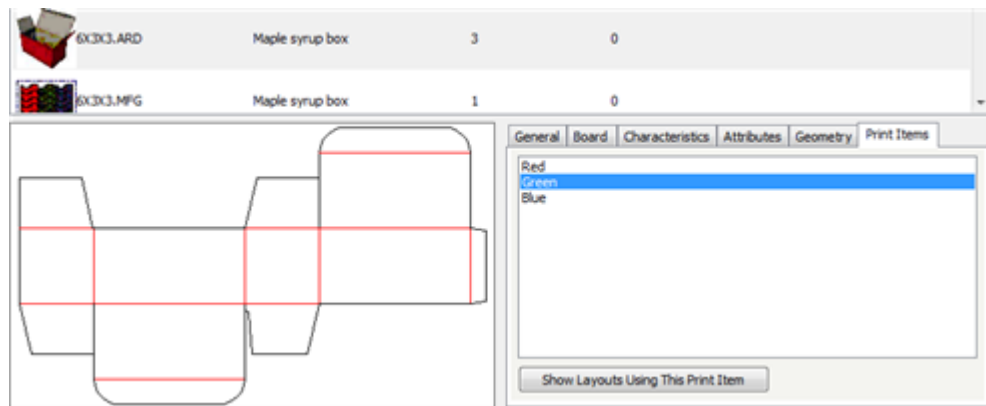 6X3X3.ARD Maple syrup box 3 0
6X3X3.MFG Maple syrup box 1 0
General Board Characteristics Attributes Geometry Print Items
Red
Green
Blue
Show Layouts Using This Print Item